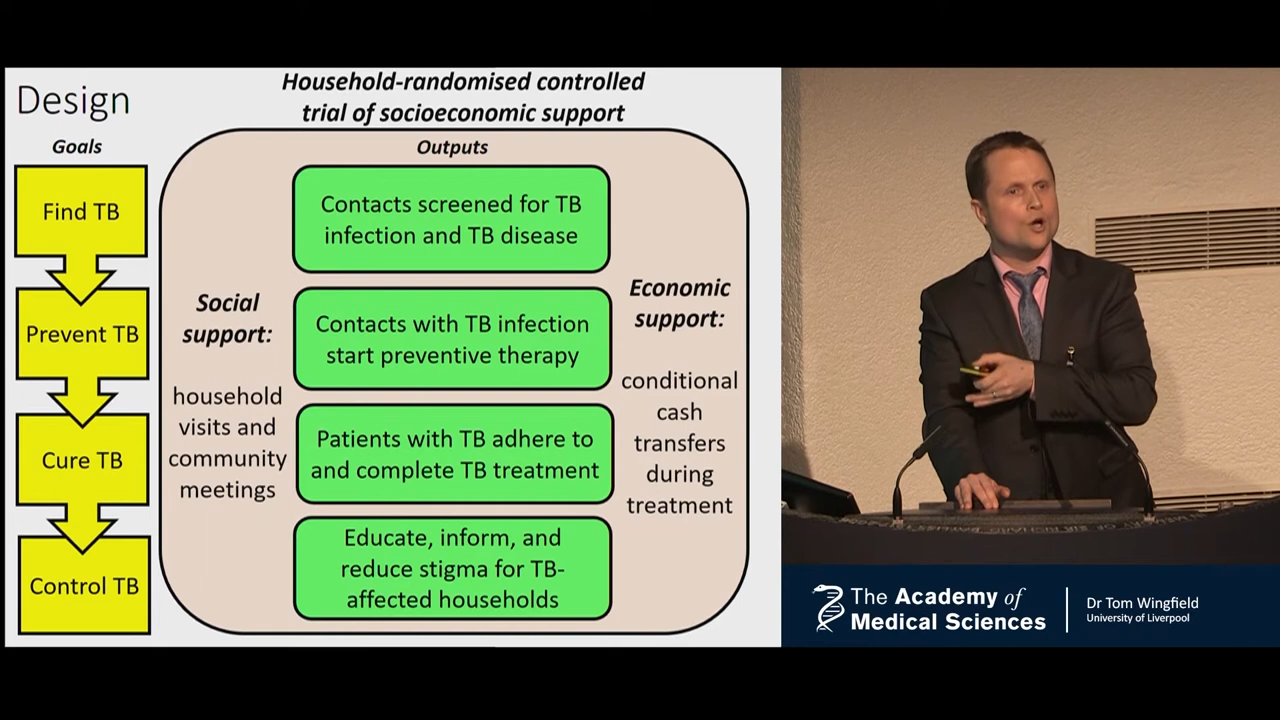 Design
Household-randomised controlled
trial of socioeconomic support
Goals
Find TB
Prevent TB
Cure TB
Control TB
Outputs
Contacts screened for TB
infection and TB disease
Contacts with TB infection
start preventive therapy
Patients with TB adhere to
and complete TB treatment
Educate, inform, and
reduce stigma for TB-
affected households
Social
support:
household
visits and
community
meetings
Economic
support:
conditional
cash
transfers
during
treatment
The Academy of
Medical Sciences
Dr Tom Wingfield
University of Liverpool